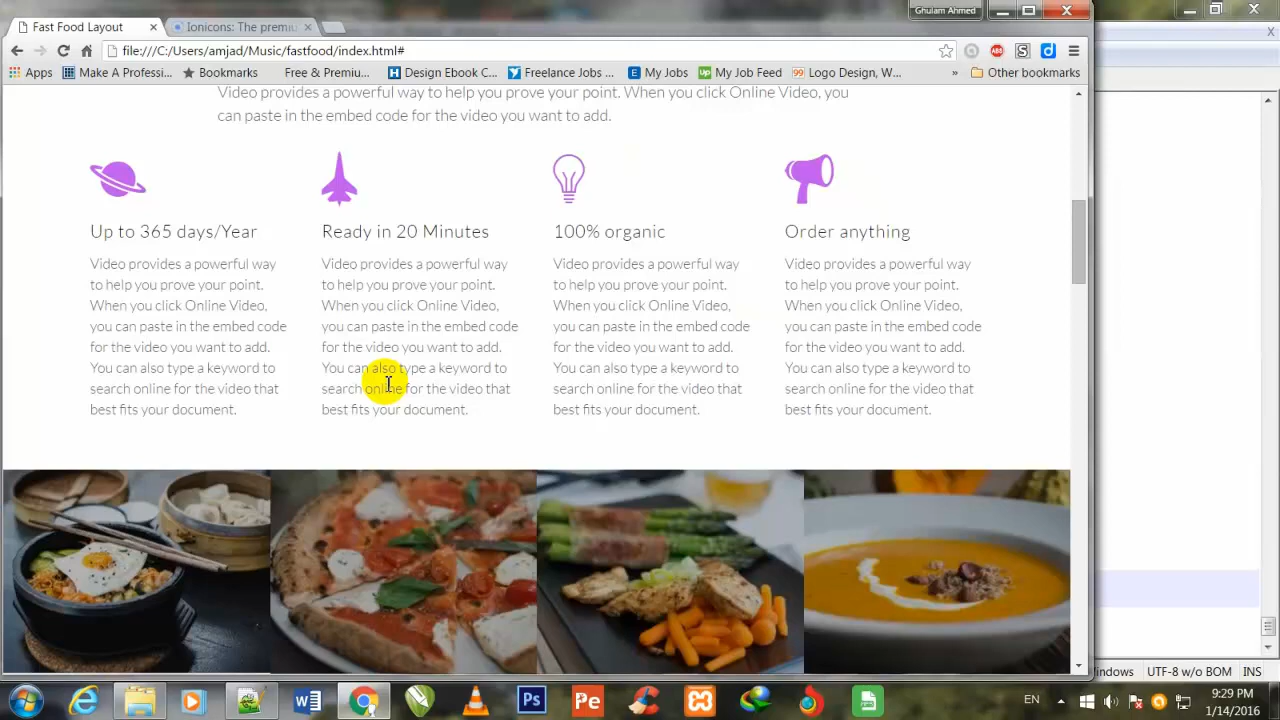 Ghulam Ahmed
Fast Food Layout
Ionicons: The premiu
file:///C:/Users/amjad/Music/fastfood/index.html#
ABS
Apps
Make A Professi...
Bookmarks
Free & Premiu...
Design Ebook C...
Freelance Jobs ...
My Jobs
Up My Job Feed
99 Logo Design, W...
»
Other bookmarks
Video provides a powerful way to help you prove your point. When you click Online Video, you
can paste in the embed code for the video you want to add.
Up to 365 days/Year
Video provides a powerful way
to help you prove your point.
When you click Online Video,
you can paste in the embed code
for the video you want to add.
You can also type a keyword to
search online for the video that
best fits your document.
Ready in 20 Minutes
Video provides a powerful way
to help you prove your point.
When you click Online Video,
you can paste in the embed code
for the video you want to add.
You can also type a keyword to
search online for the video that
best fits your document.
100% organic
Video provides a powerful way
to help you prove your point.
When you click Online Video,
you can paste in the embed code
for the video you want to add.
You can also type a keyword to
search online for the video that
best fits your document.
Order anything
Video provides a powerful way
to help you prove your point.
When you click Online Video,
you can paste in the embed code
for the video you want to add.
You can also type a keyword to
search online for the video that
best fits your document.
UTF-8 w/o BOM
INS
Ps
Pe
EN
9:29 PM
1/14/2016